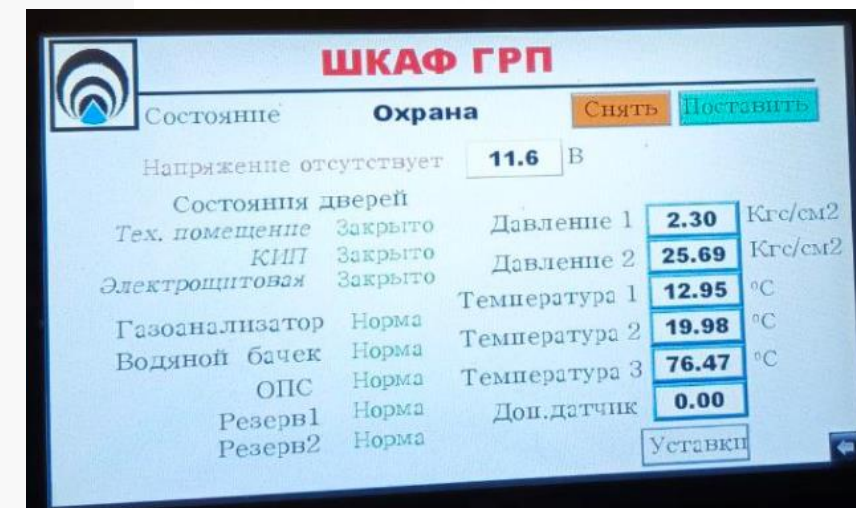 ШКАФ ГРП
Состояние Охрана Снять Поставить
Напряжение отсутствует 11.6 В
Состояния дверей
Тех. помещение Закрыто
КИП Закрыто
Электрощитовая Закрыто
Газоанализатор Норма
Водяной бачек Норма
ОПС Норма
Резерв1 Норма
Резерв2 Норма
Давление 1 2.30 Кгс/см2
Давление 2 25.69 Кгс/см2
Температура 1 12.95 °С
Температура 2 19.98 °С
Температура 3 76.47 °С
Доп.датчик 0.00
Уставки